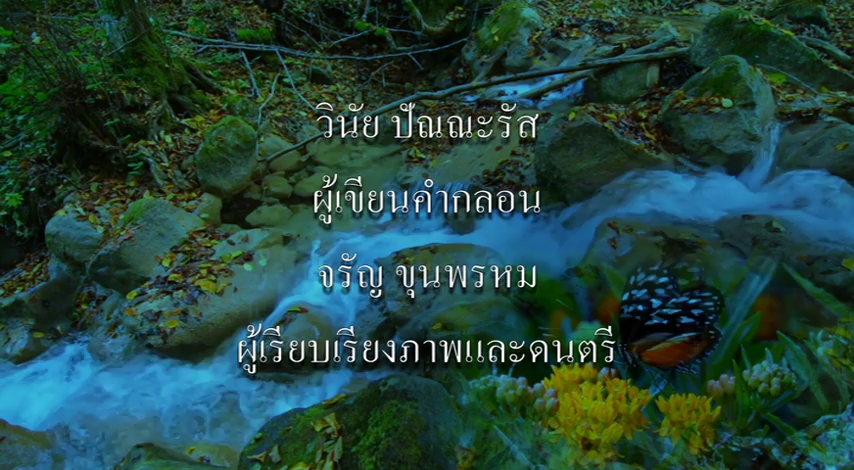 วินัย ปัณณะรัส
ผู้เขียนคำกลอน
จรัญ ขุนพรหม
ผู้เรียบเรียงภาพและดนตรี